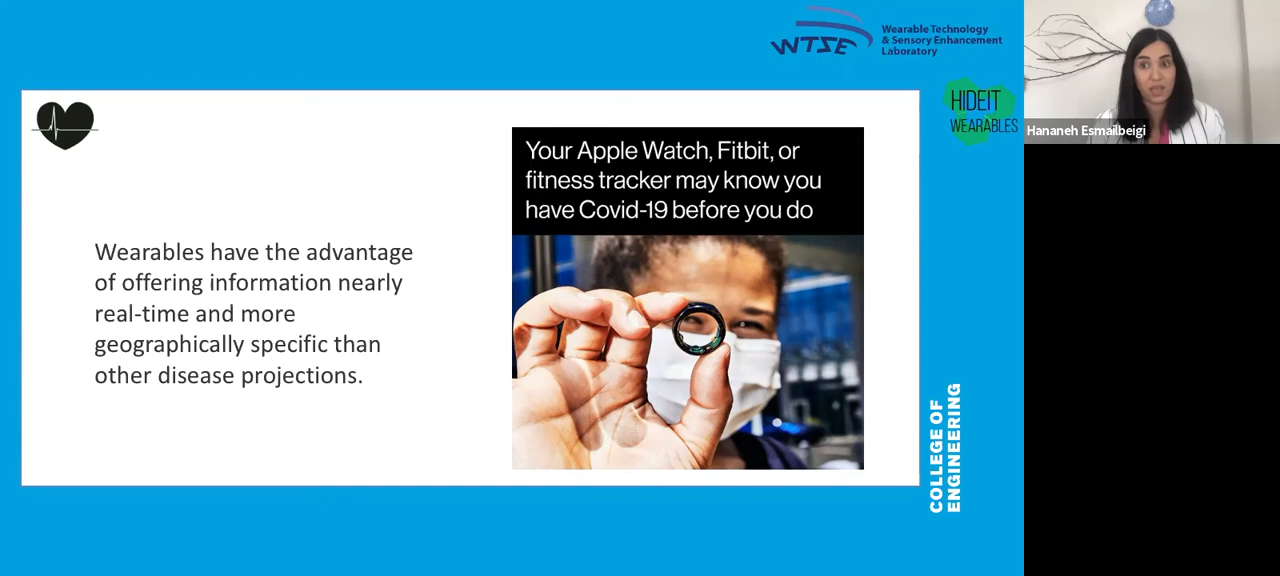 WTSE
Wearable Technology
& Sensory Enhancement
Laboratory
HIDEIT
WEARABLES
Hananeh Esmailbeigi
Your Apple Watch, Fitbit, or
fitness tracker may know you
have Covid-19 before you do
Wearables have the advantage
of offering information nearly
real-time and more
geographically specific than
other disease projections.
COLLEGE OF
ENGINEERING